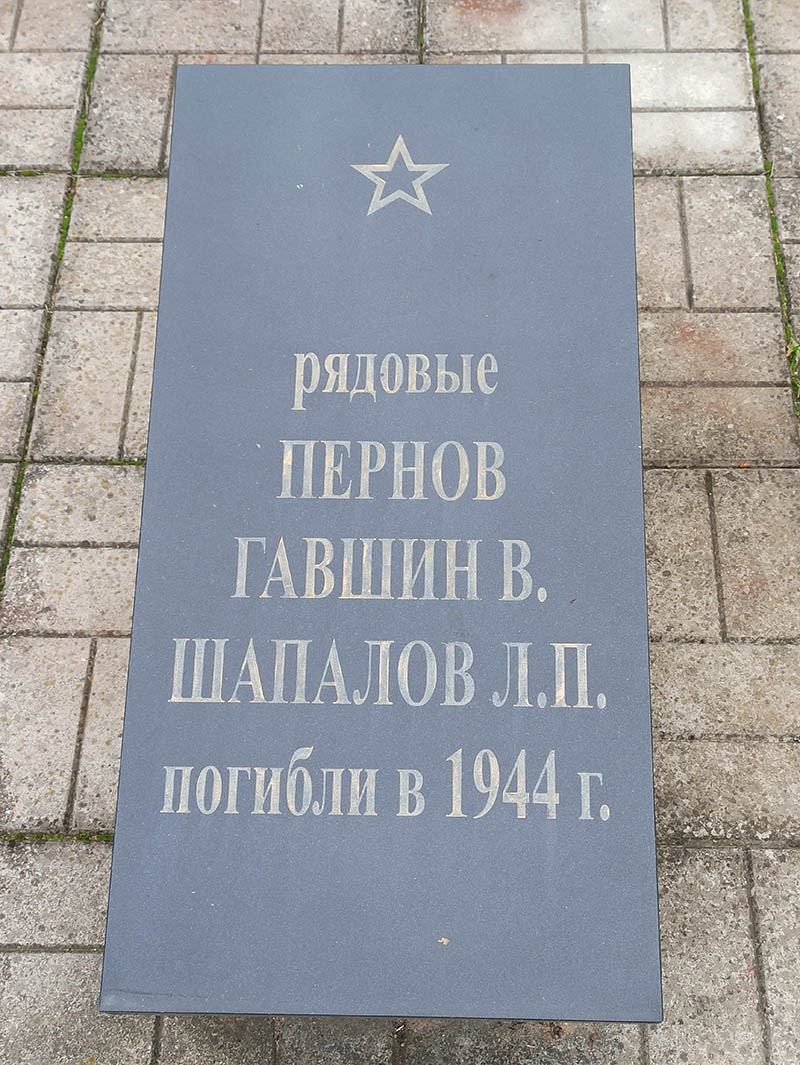 рядовые
ПЕРНОВ
ГАВШИН В.
ШАПАЛОВ Л.П.
погибли в 1944 г.